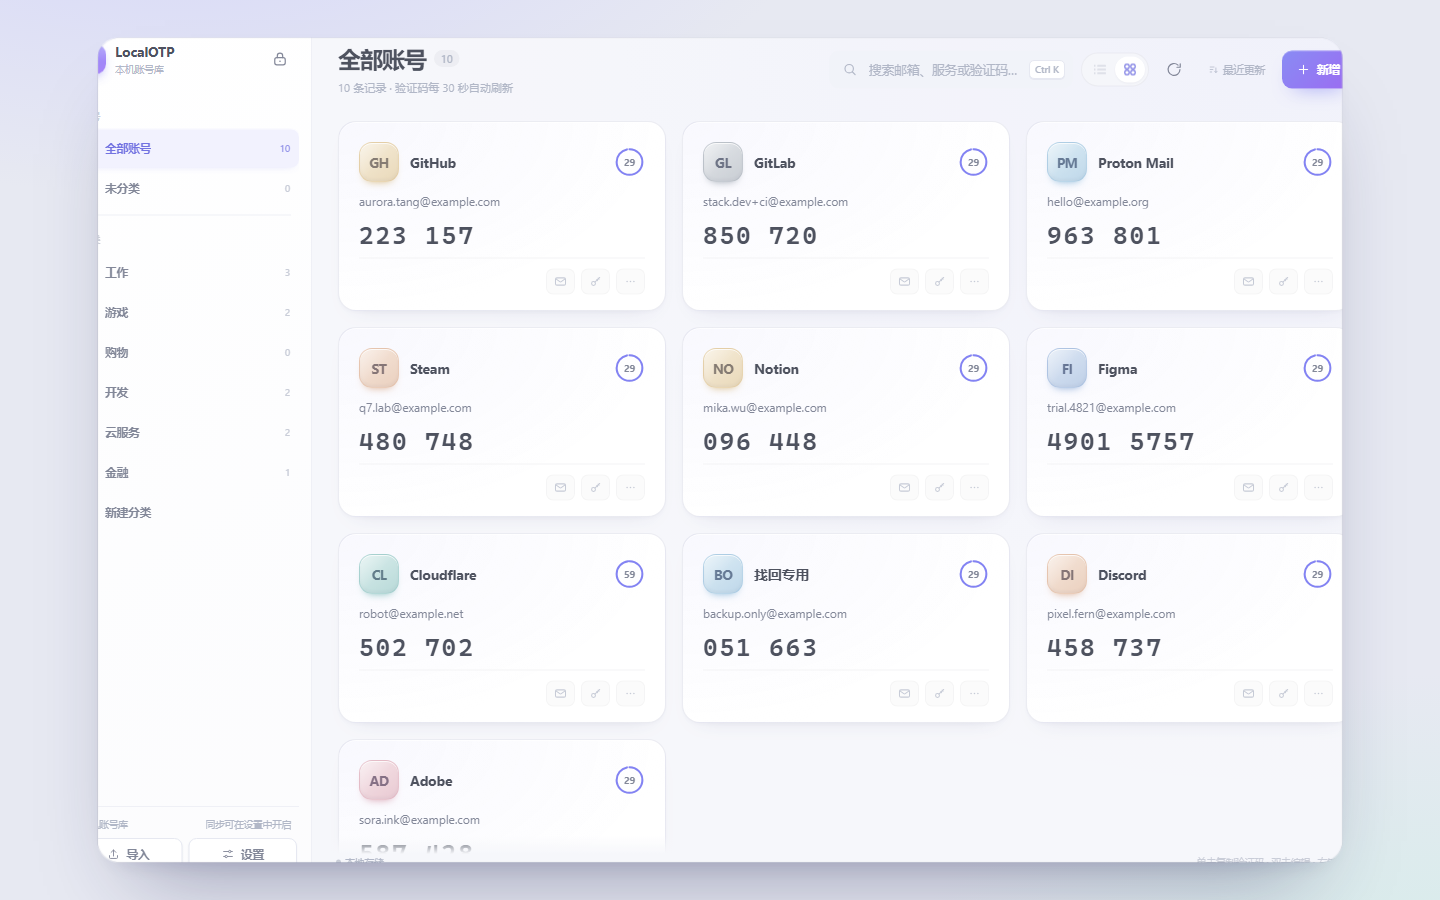 LocalOTP
本机账号库
全部账号 10
未分类 0
工作 3
游戏 2
购物 0
开发 2
云服务 2
金融 1
新建分类
账号库 同步可在设置中开启
导入 设置
全部账号 10
10 条记录 · 验证码每 30 秒自动刷新
搜索邮箱、服务或验证码... Ctrl K
最近更新
新增
GH GitHub 29
aurora.tang@example.com
223 157
GL GitLab 29
stack.dev+ci@example.com
850 720
PM Proton Mail 29
hello@example.org
963 801
ST Steam 29
q7.lab@example.com
480 748
NO Notion 29
mika.wu@example.com
096 448
FI Figma 29
trial.4821@example.com
4901 5757
CL Cloudflare 59
robot@example.net
502 702
BO 找回专用 29
backup.only@example.com
051 663
DI Discord 29
pixel.fern@example.com
458 737
AD Adobe 29
sora.ink@example.com